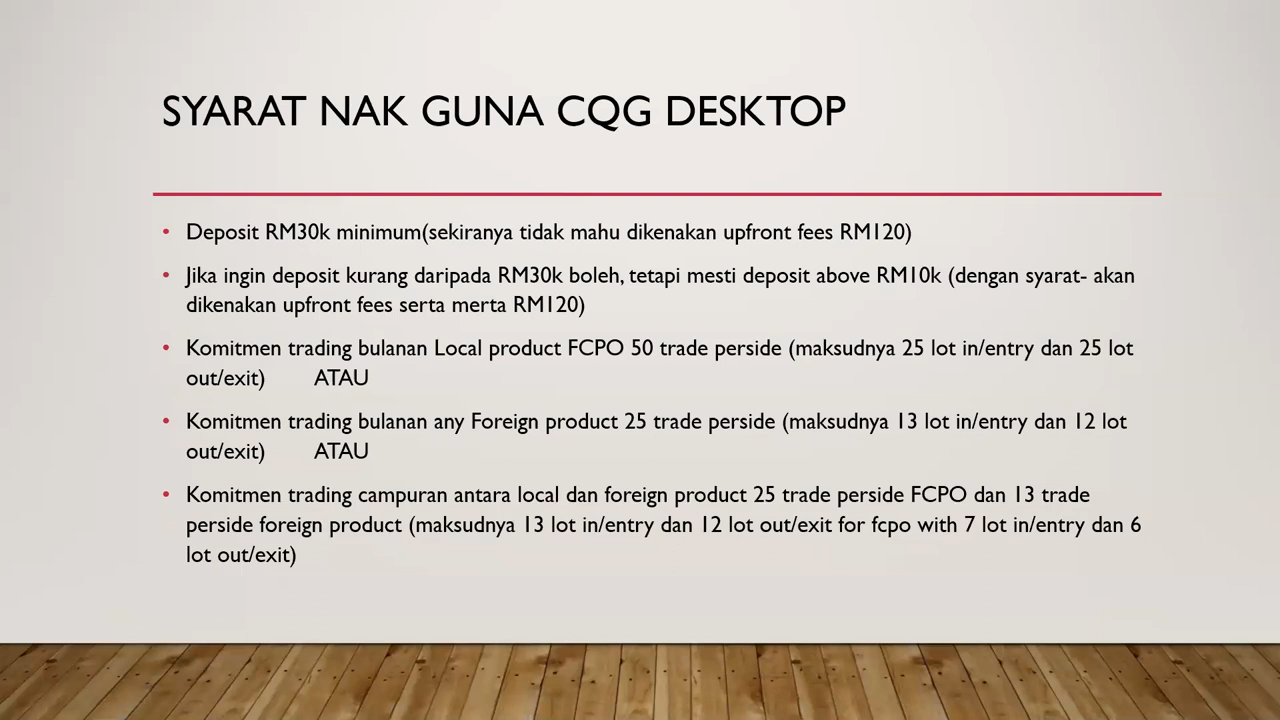 SYARAT NAK GUNA CQG DESKTOP
• Deposit RM30k minimum(sekiranya tidak mahu dikenakan upfront fees RM120)
• Jika ingin deposit kurang daripada RM30k boleh, tetapi mesti deposit above RM10k (dengan syarat- akan
dikenakan upfront fees serta merta RM120)
• Komitmen trading bulanan Local product FCPO 50 trade perside (maksudnya 25 lot in/entry dan 25 lot
out/exit) ATAU
• Komitmen trading bulanan any Foreign product 25 trade perside (maksudnya 13 lot in/entry dan 12 lot
out/exit) ATAU
• Komitmen trading campuran antara local dan foreign product 25 trade perside FCPO dan 13 trade
perside foreign product (maksudnya 13 lot in/entry dan 12 lot out/exit for fcpo with 7 lot in/entry dan 6
lot out/exit)